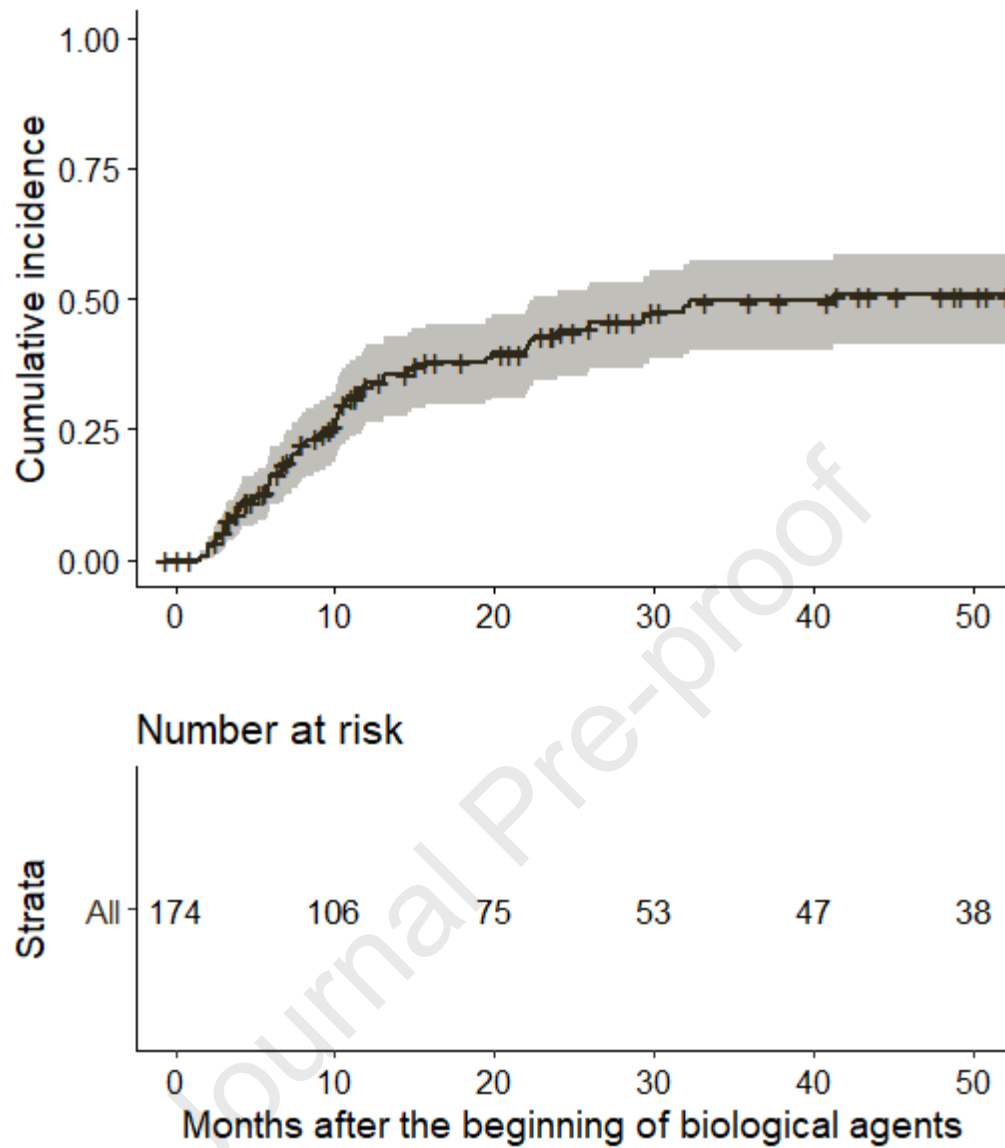 1.00
0.75
0.50
0.25
0.00
Cumulative incidence
0 10 20 30 40 50
Number at risk
Strata
All 174 106 75 53 47 38
0 10 20 30 40 50
Months after the beginning of biological agents
Journal Pre-proof